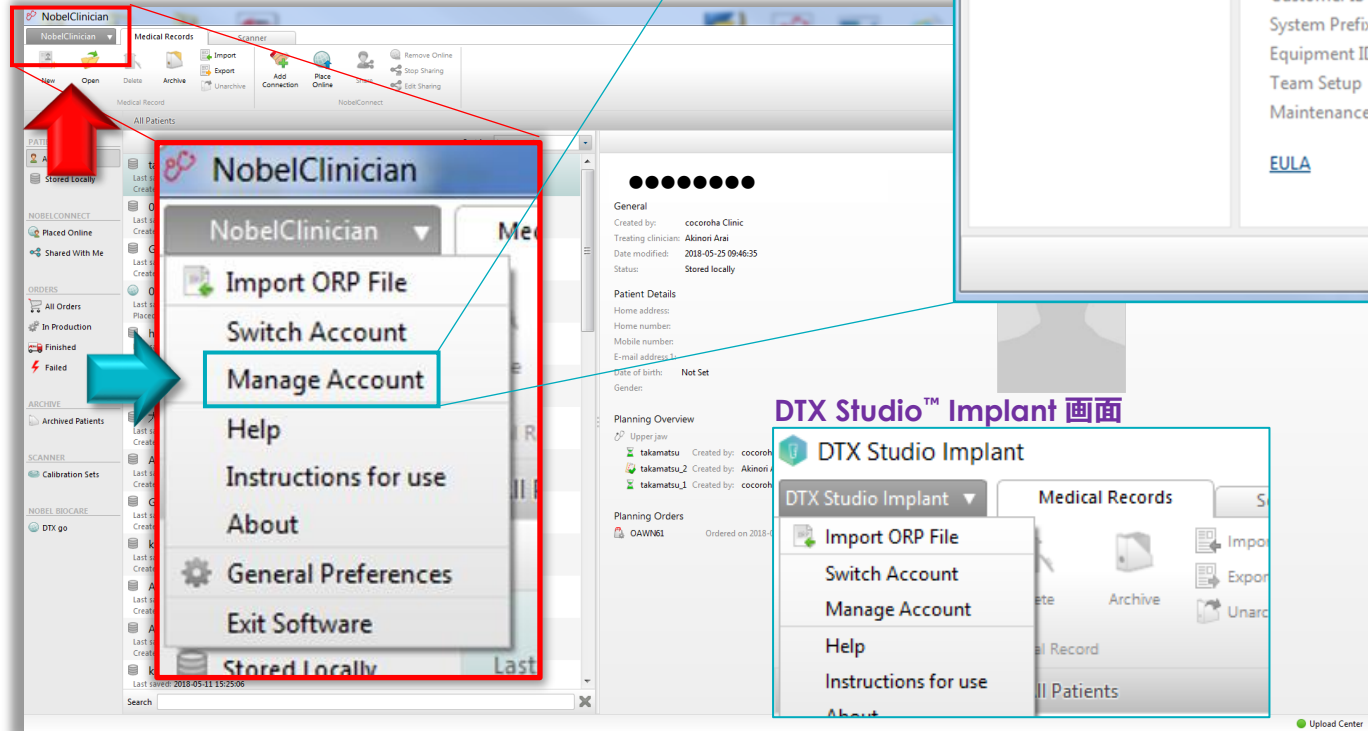 NobelClinician
NobelClinician
Medical Records
Scanner
New
Open
Delete
Archive
Import
Export
Unarchive
Add Connection
Place Online
Share
Remove Online
Stop Sharing
Edit Sharing
Medical Record
NobelConnect
All Patients
Stored Locally
NOBELCONNECT
Placed Online
Shared With Me
ORDERS
All Orders
In Production
Finished
Failed
ARCHIVE
Archived Patients
SCANNER
Calibration Sets
NOBEL BIOCARE
DTX go
NobelClinician
NobelClinician
Import ORP File
Switch Account
Manage Account
Help
Instructions for use
About
General Preferences
Exit Software
Stored Locally
Last
Last saved: 2018-05-11 15:25:06
Search
●●●●●●●●
General
Created by: cocoroha Clinic
Treating clinician: Akinori Arai
Date modified: 2018-05-25 09:46:35
Status: Stored locally
Patient Details
Home address:
Home number:
Mobile number:
E-mail address 1:
Date of birth: Not Set
Gender:
Planning Overview
Upper jaw
takamatsu Created by: cocoroh
takamatsu_2 Created by: Akinori
takamatsu_1 Created by: cocoroh
Planning Orders
OAWN61 Ordered on 2018-
System Prefix
Equipment ID
Team Setup
Maintenance
EULA
DTX Studio™ Implant 画面
DTX Studio Implant
DTX Studio Implant
Medical Records
Import ORP File
Switch Account
Manage Account
Help
Instructions for use
About
Archive
All Patients
Upload Center